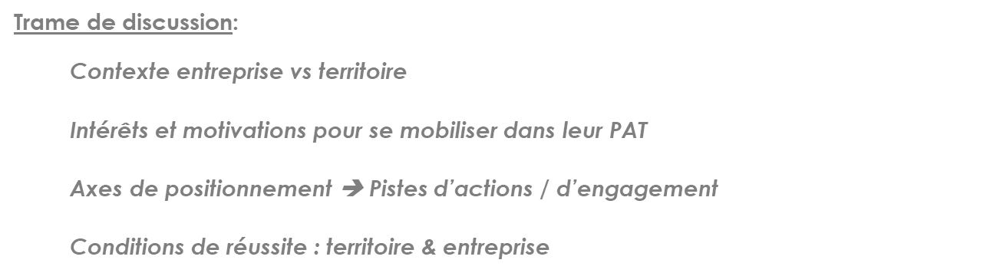 Trame de discussion:
Contexte entreprise vs territoire
Intérêts et motivations pour se mobiliser dans leur PAT
Axes de positionnement ➔ Pistes d’actions / d’engagement
Conditions de réussite : territoire & entreprise